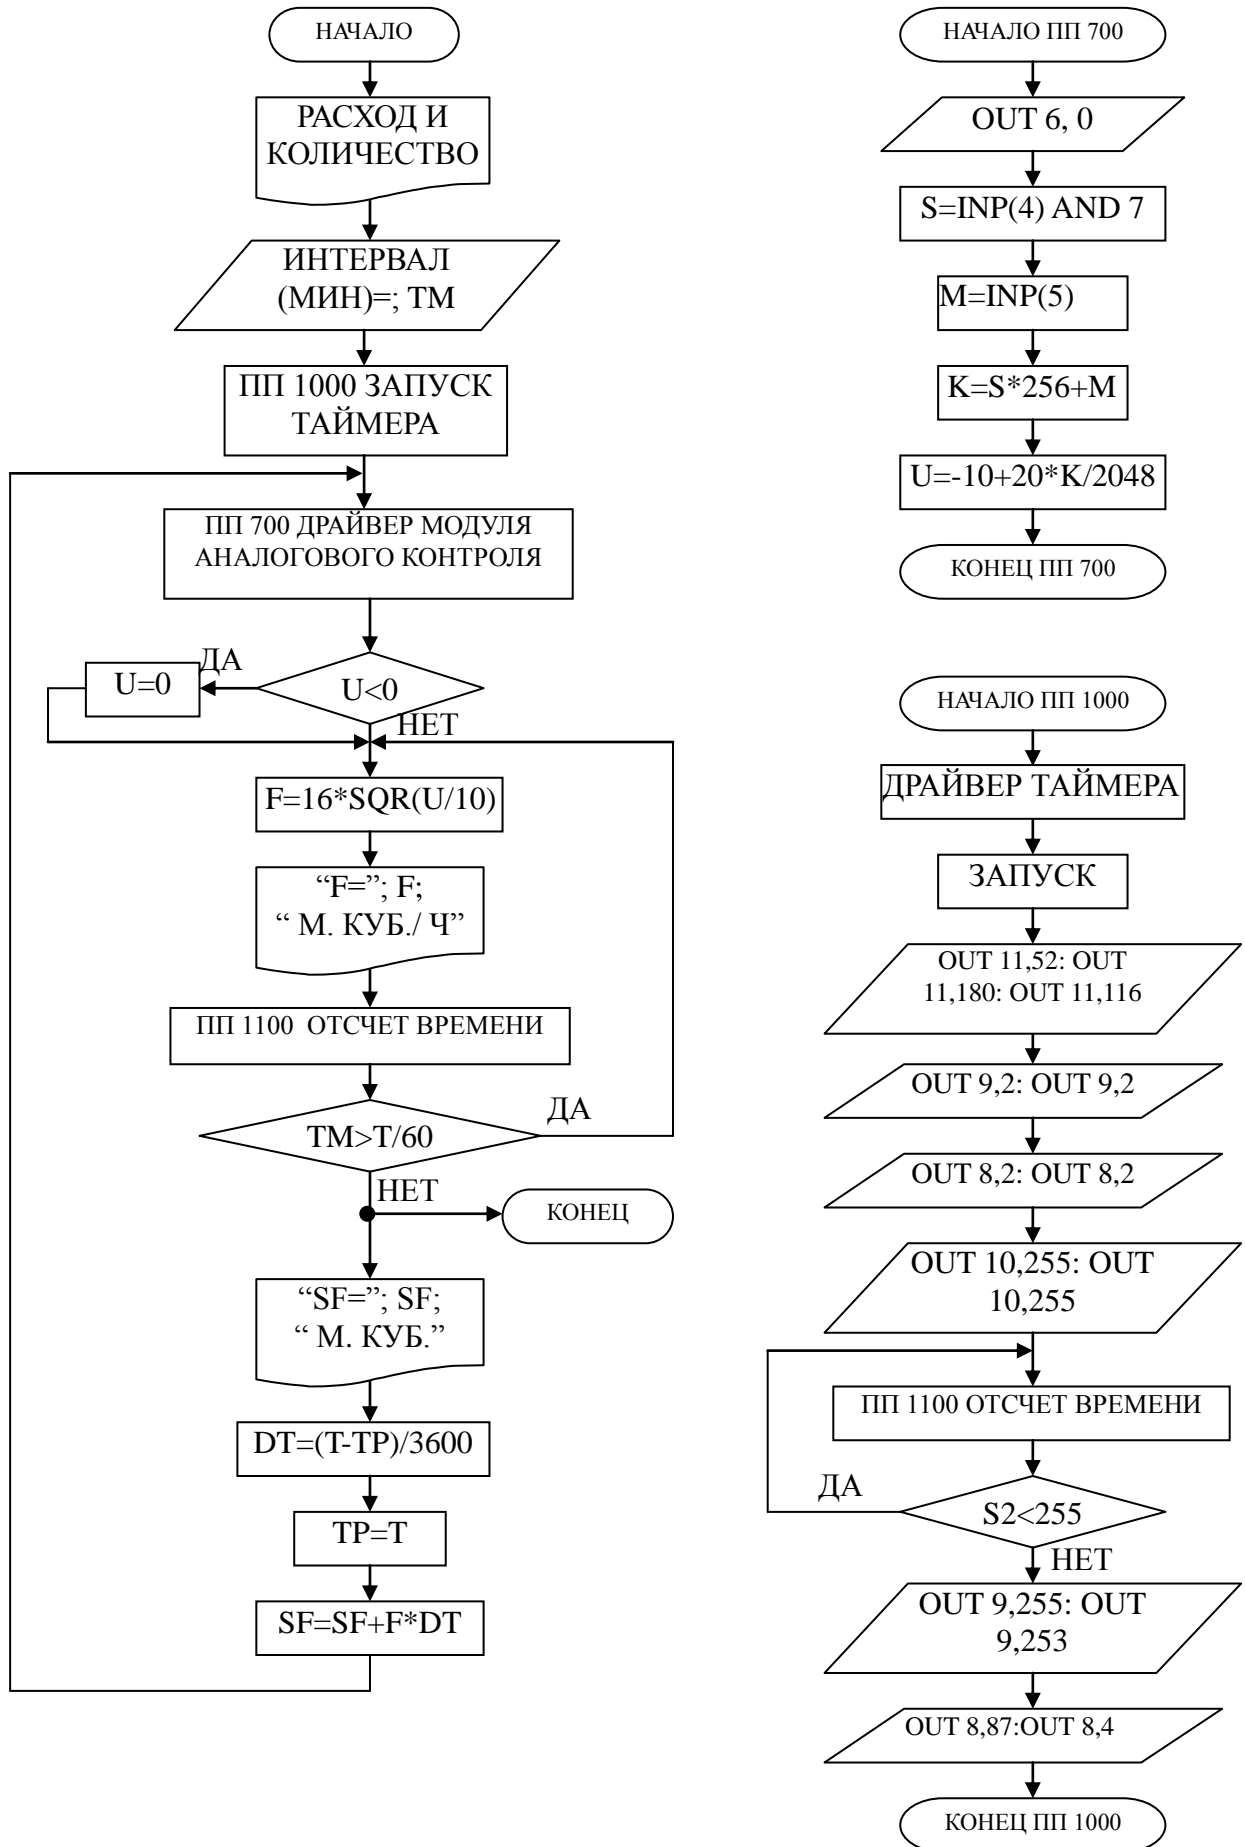 НАЧАЛО
РАСХОД И
КОЛИЧЕСТВО
ИНТЕРВАЛ
(МИН)=; ТМ
ПП 1000 ЗАПУСК
ТАЙМЕРА
ПП 700 ДРАЙВЕР МОДУЛЯ
АНАЛОГОВОГО КОНТРОЛЯ
ДА
U=0
U<0
НЕТ
F=16*SQR(U/10)
“F=”; F;
“ М. КУБ./ Ч”
ПП 1100 ОТСЧЕТ ВРЕМЕНИ
ДА
TM>T/60
НЕТ
КОНЕЦ
“SF=”; SF;
“ М. КУБ.”
DT=(T-TP)/3600
TP=T
SF=SF+F*DT
НАЧАЛО ПП 700
OUT 6, 0
S=INP(4) AND 7
M=INP(5)
K=S*256+M
U=-10+20*K/2048
КОНЕЦ ПП 700
НАЧАЛО ПП 1000
ДРАЙВЕР ТАЙМЕРА
ЗАПУСК
OUT 11,52: OUT
11,180: OUT 11,116
OUT 9,2: OUT 9,2
OUT 8,2: OUT 8,2
OUT 10,255: OUT
10,255
ПП 1100 ОТСЧЕТ ВРЕМЕНИ
ДА
S2<255
НЕТ
OUT 9,255: OUT
9,253
OUT 8,87:OUT 8,4
КОНЕЦ ПП 1000